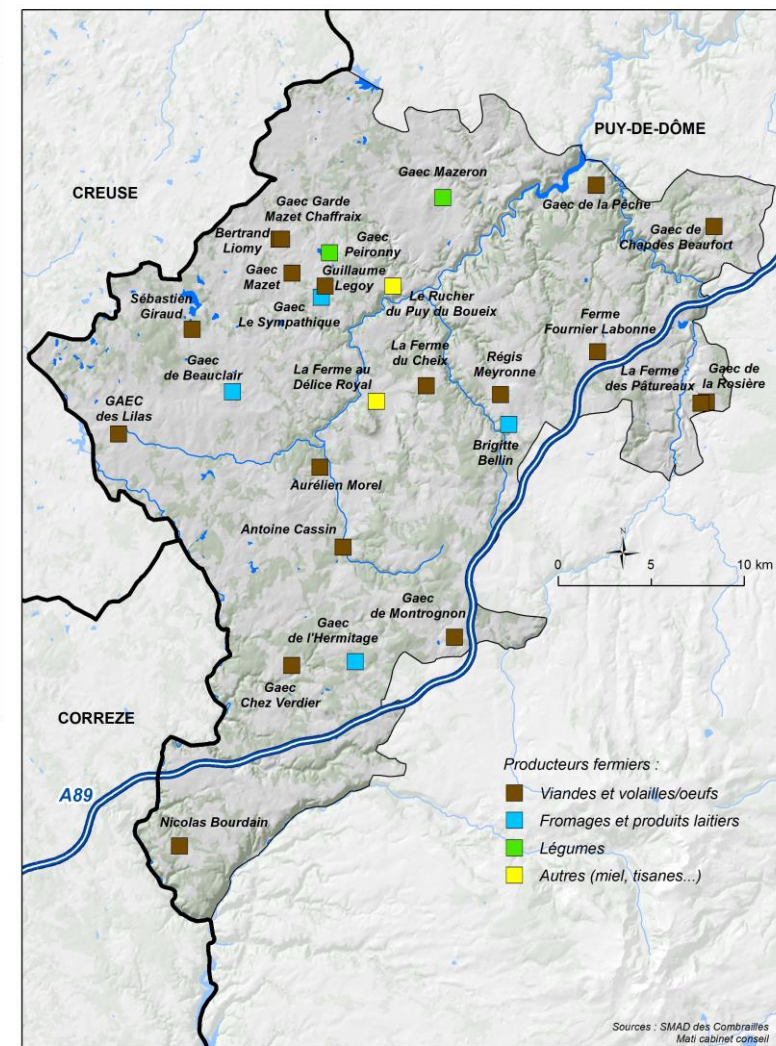 PUY-DE-DÔME
CREUSE
Gaec Mazeron
Gaec de la Pêche
Gaec de
Chapdes Beaufort
Gaec Garde
Mazet Chaffraix
Bertrand
Liomy
Gaec
Peironny
Gaec
Mazet
Guillaume
Legoy
Sébastien
Giraud
Gaec
Le Sympathique
Le Rucher
du Puy du Boueix
Ferme
Fournier Labonne
La Ferme
du Cheix
Régis
Meyronne
Gaec
de Beauclair
La Ferme au
Délice Royal
La Ferme
des Pâtureaux
Gaec de
la Rosière
GAEC
des Lilas
Brigitte
Bellin
Aurélien Morel
Antoine Cassin
N
0 5 10 km
Gaec
de Montrognon
Gaec
de l'Hermitage
Gaec
Chez Verdier
CORREZE
A89
Nicolas Bourdain
Producteurs fermiers :
Viandes et volailles/oeufs
Fromages et produits laitiers
Légumes
Autres (miel, tisanes...)
Sources : SMAD des Combrailles
Mati cabinet conseil